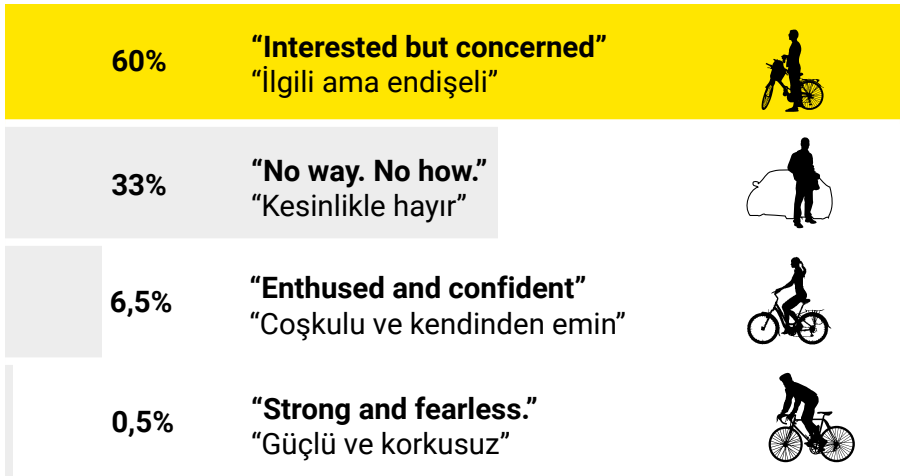 60%
“Interested but concerned”
“İlgili ama endişeli”
33%
“No way. No how.”
“Kesinlikle hayır”
6,5%
“Enthused and confident”
“Coşkulu ve kendinden emin”
0,5%
“Strong and fearless.”
“Güçlü ve korkusuz”